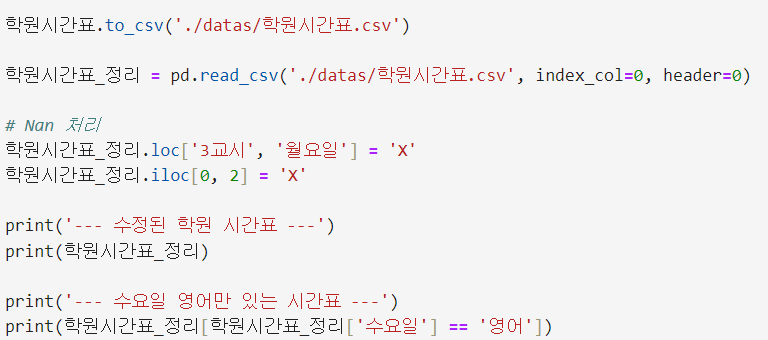 학원시간표.to_csv('./datas/학원시간표.csv')
학원시간표_정리 = pd.read_csv('./datas/학원시간표.csv', index_col=0, header=0)
# Nan 처리
학원시간표_정리.loc['3교시', '월요일'] = 'X'
학원시간표_정리.iloc[0, 2] = 'X'
print('--- 수정된 학원 시간표 ---')
print(학원시간표_정리)
print('--- 수요일 영어만 있는 시간표 ---')
print(학원시간표_정리[학원시간표_정리['수요일'] == '영어'])